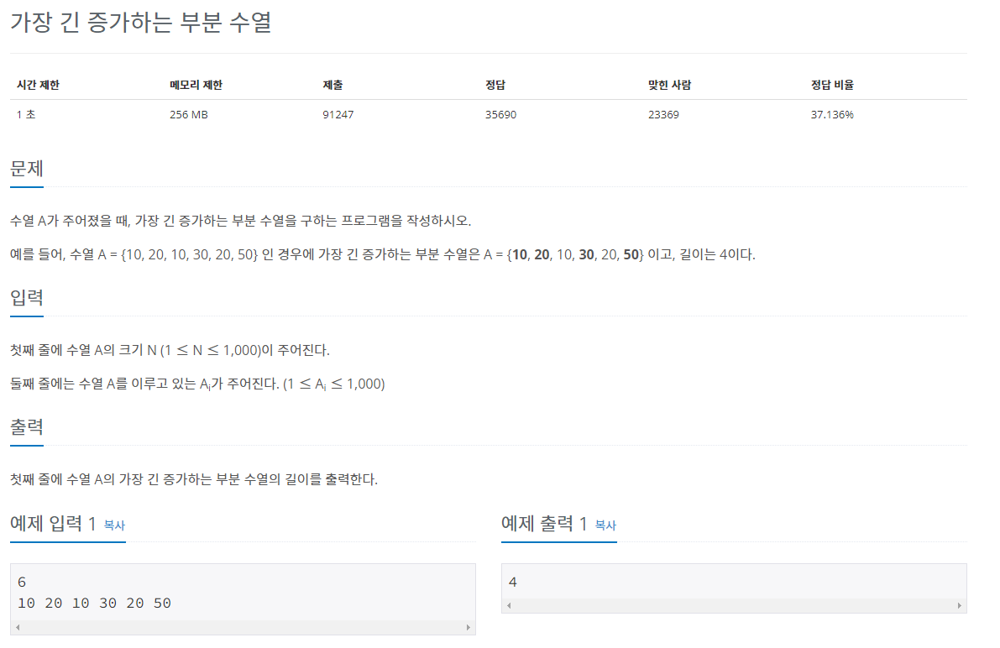 가장 긴 증가하는 부분 수열
시간 제한 메모리 제한 제출 정답 맞힌 사람 정답 비율
1 초 256 MB 91247 35690 23369 37.136%
문제
수열 A가 주어졌을 때, 가장 긴 증가하는 부분 수열을 구하는 프로그램을 작성하시오.
예를 들어, 수열 A = {10, 20, 10, 30, 20, 50} 인 경우에 가장 긴 증가하는 부분 수열은 A = {10, 20, 10, 30, 20, 50} 이고, 길이는 4이다.
입력
첫째 줄에 수열 A의 크기 N (1 ≤ N ≤ 1,000)이 주어진다.
둘째 줄에는 수열 A를 이루고 있는 Ai가 주어진다. (1 ≤ Ai ≤ 1,000)
출력
첫째 줄에 수열 A의 가장 긴 증가하는 부분 수열의 길이를 출력한다.
예제 입력 1 복사
6
10 20 10 30 20 50
예제 출력 1 복사
4